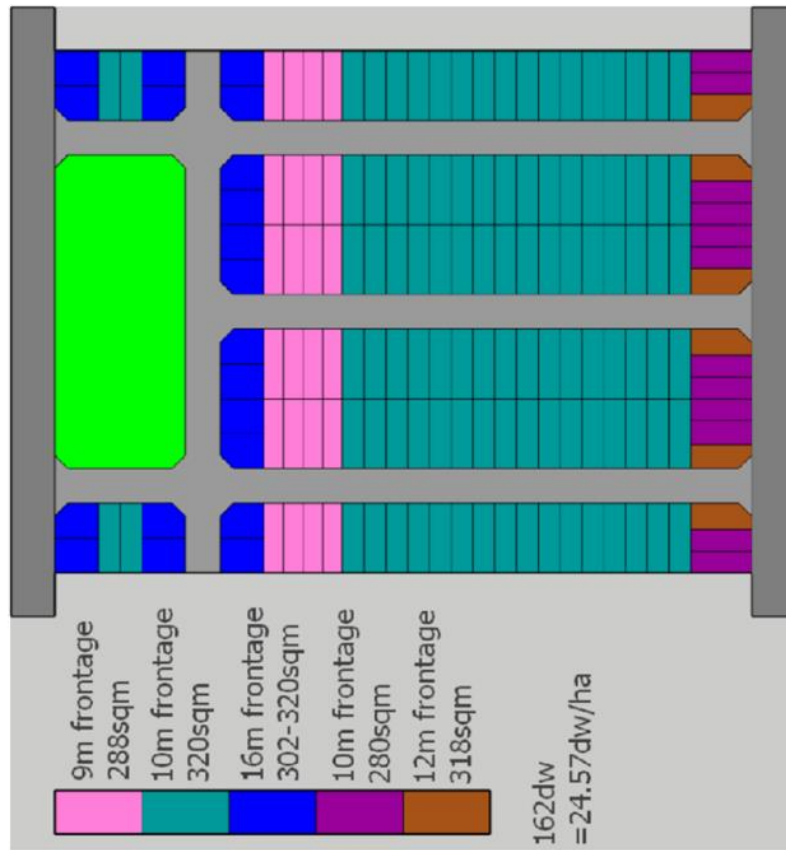 9m frontage
288sqm
10m frontage
320sqm
16m frontage
302-320sqm
10m frontage
280sqm
12m frontage
318sqm
162dw
=24.57dw/ha